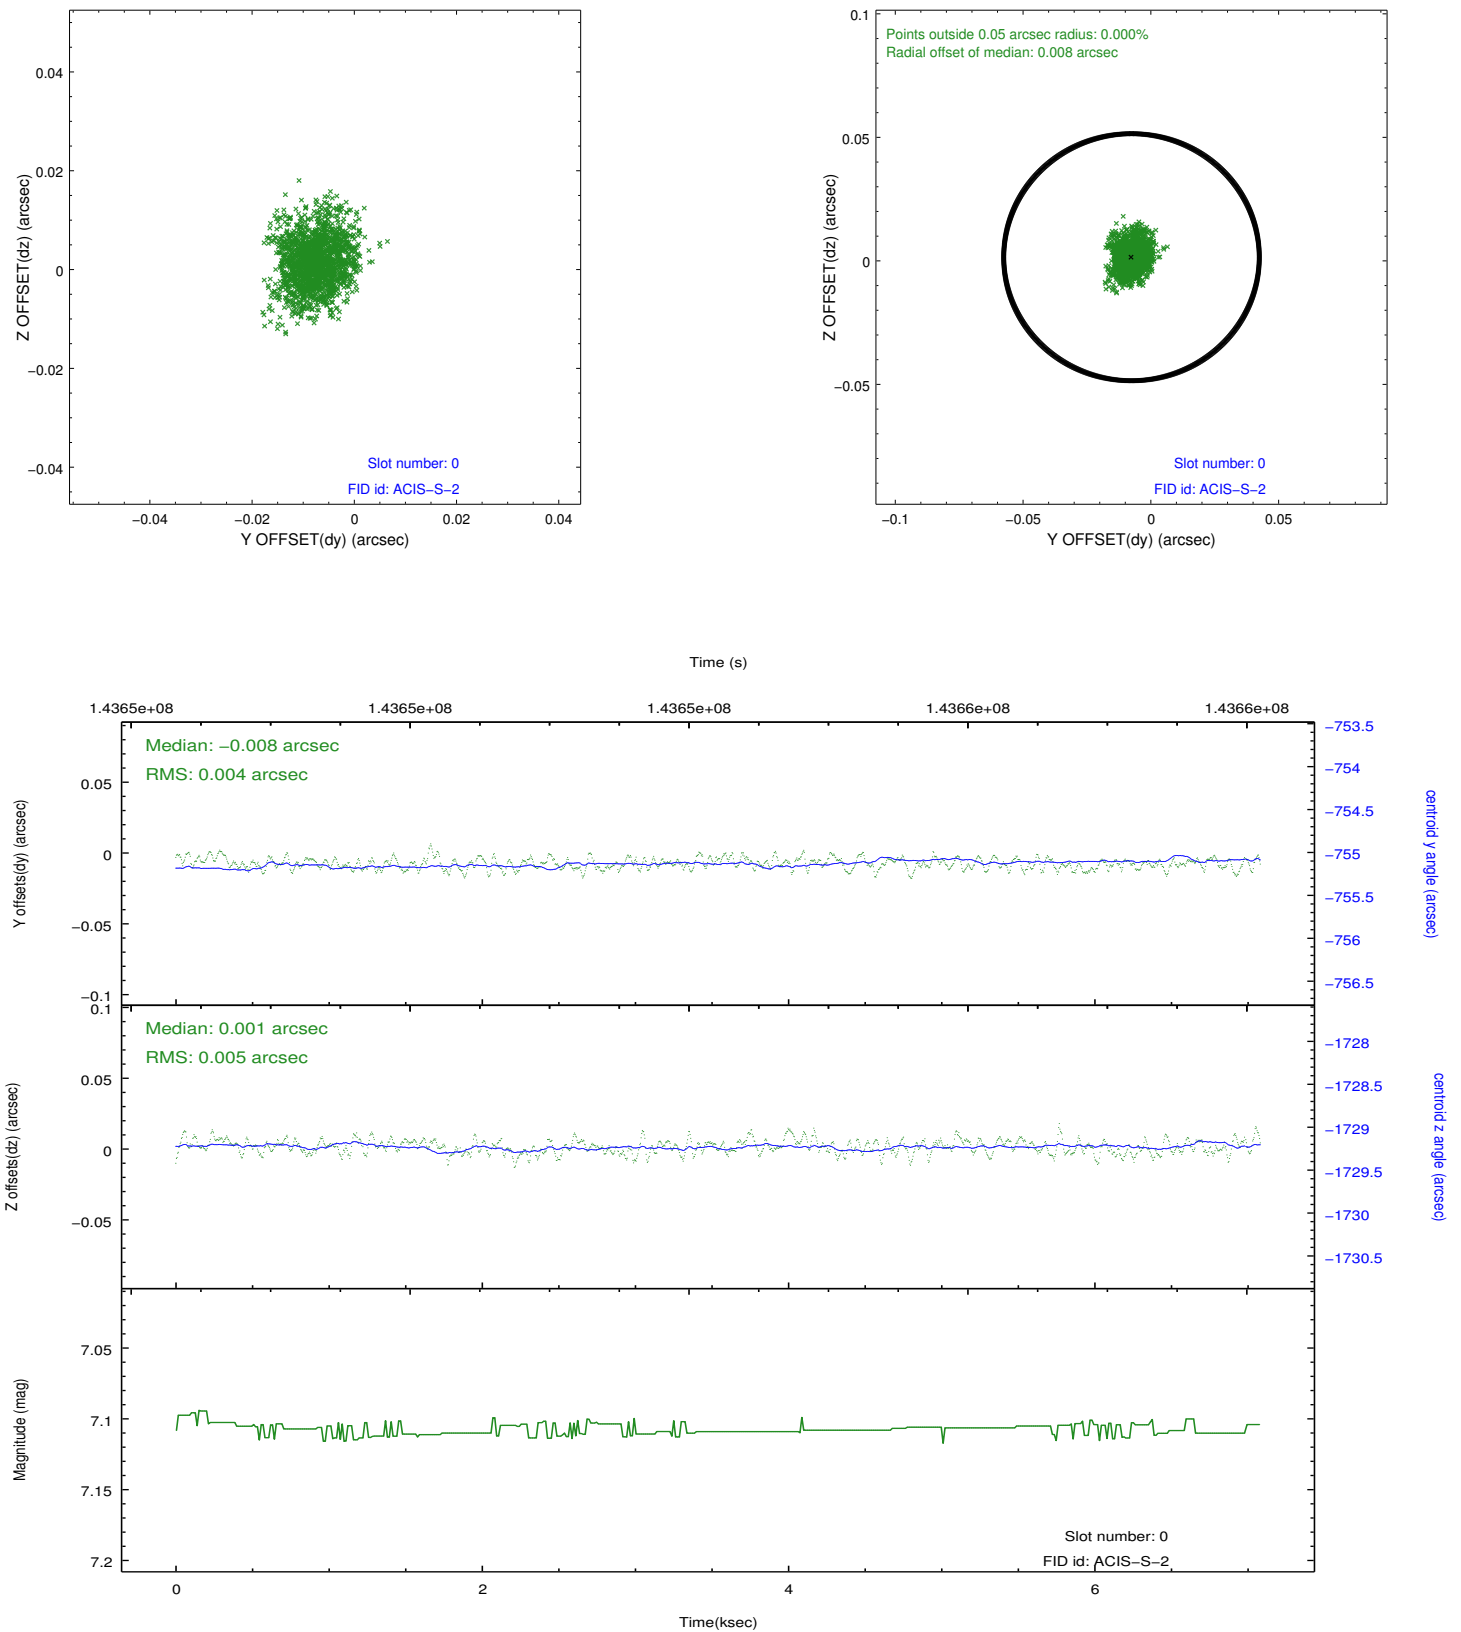 0.04
0.02
0
−0.02
−0.04
Z OFFSET(dz) (arcsec)
−0.04
−0.02
0
0.02
0.04
Y OFFSET(dy) (arcsec)
Slot number: 0
FID id: ACIS−S−2
Points outside 0.05 arcsec radius: 0.000%
Radial offset of median: 0.008 arcsec
0.1
0.05
0
−0.05
Z OFFSET(dz) (arcsec)
−0.1
−0.05
0
0.05
Y OFFSET(dy) (arcsec)
Slot number: 0
FID id: ACIS−S−2
Time (s)
1.4365e+08
1.4365e+08
1.4365e+08
1.4366e+08
1.4366e+08
Median: −0.008 arcsec
RMS: 0.004 arcsec
0.05
0
−0.05
−0.1
Y offsets(dy) (arcsec)
−753.5
−754
−754.5
−755
−755.5
−756
−756.5
centroid y angle (arcsec)
Median: 0.001 arcsec
RMS: 0.005 arcsec
0.1
0.05
0
−0.05
Z offsets(dz) (arcsec)
−1728
−1728.5
−1729
−1729.5
−1730
−1730.5
centroid z angle (arcsec)
7.05
7.1
7.15
7.2
Magnitude (mag)
Slot number: 0
FID id: ACIS−S−2
0
2
4
6
Time(ksec)